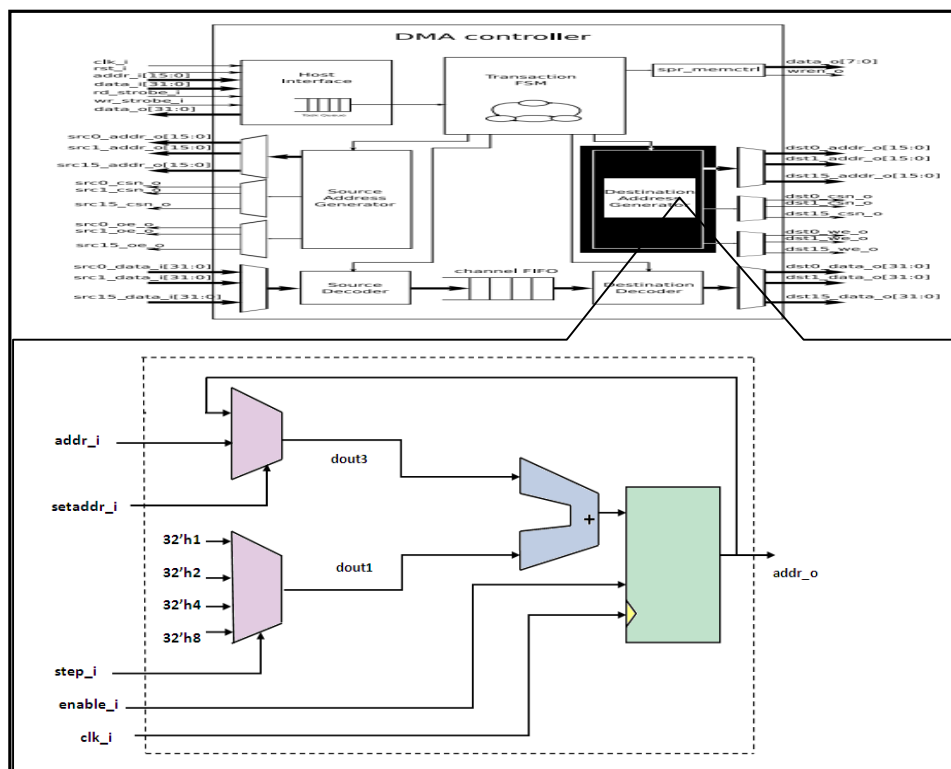 DMA controller
clk_i
rst_i
addr_i[15:0]
data_i[31:0]
rd_strobe_i
wr_strobe_i
data_o[31:0]
Host
Interface
Task Queue
Transaction
FSM
spr_memctrl
data_o[7:0]
wren_o
src0_addr_o[15:0]
src1_addr_o[15:0]
src15_addr_o[15:0]
src0_csn_o
src1_csn_o
src15_csn_o
src0_oe_o
src1_oe_o
src15_oe_o
src0_data_i[31:0]
src1_data_i[31:0]
src15_data_i[31:0]
Source
Address
Generator
Destination
Address
Generator
dst0_addr_o[15:0]
dst1_addr_o[15:0]
dst15_addr_o[15:0]
dst0_csn_o
dst1_csn_o
dst15_csn_o
dst0_we_o
dst1_we_o
dst15_we_o
dst0_data_o[31:0]
dst1_data_o[31:0]
dst15_data_o[31:0]
Source
Decoder
channel FIFO
Destination
Decoder
addr_i
setaddr_i
dout3
32'h1
32'h2
32'h4
32'h8
dout1
+
step_i
enable_i
clk_i
addr_o